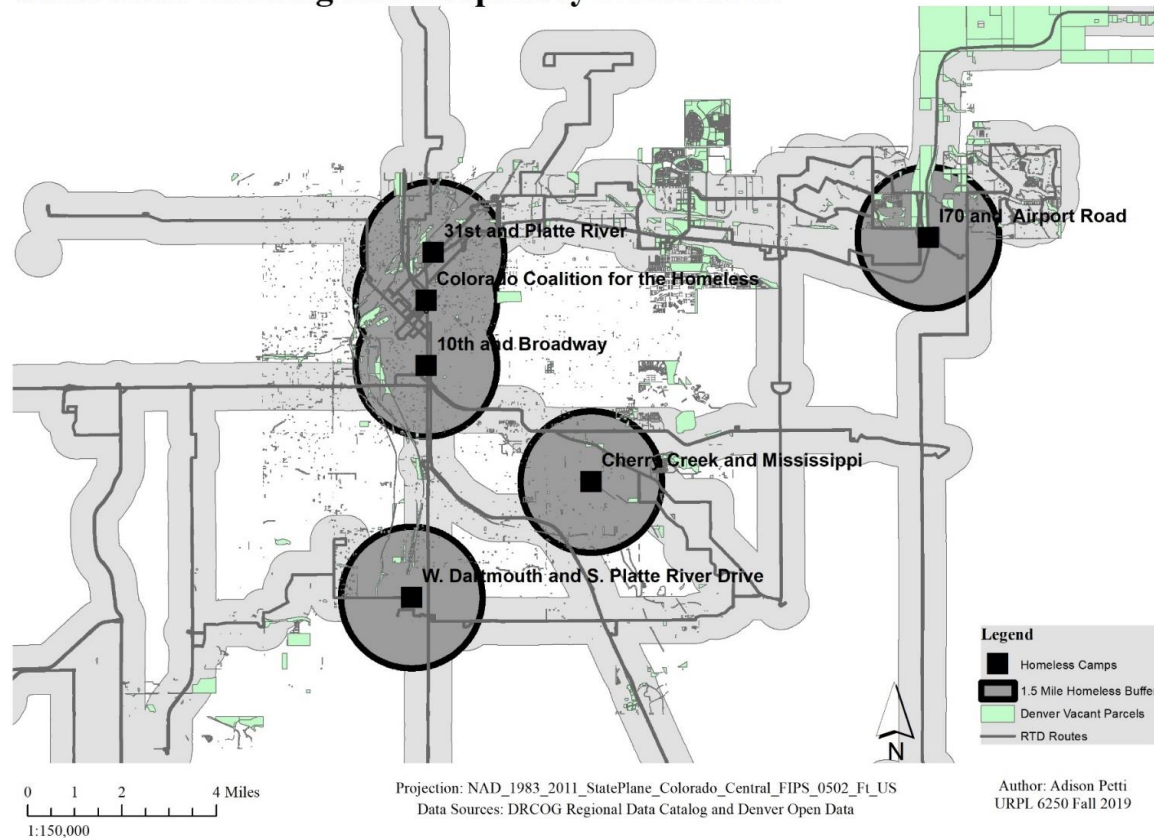 31st and Platte River
I70 and Airport Road
Colorado Coalition for the Homeless
10th and Broadway
Cherry Creek and Mississippi
W. Dartmouth and S. Platte River Drive
Legend
Homeless Camps
1.5 Mile Homeless Buffe
Denver Vacant Parcels
RTD Routes
N
0 1 2 4 Miles
1:150,000
Projection: NAD_1983_2011_StatePlane_Colorado_Central_FIPS_0502_Ft_US
Data Sources: DRCOG Regional Data Catalog and Denver Open Data
Author: Adison Petti
URPL 6250 Fall 2019